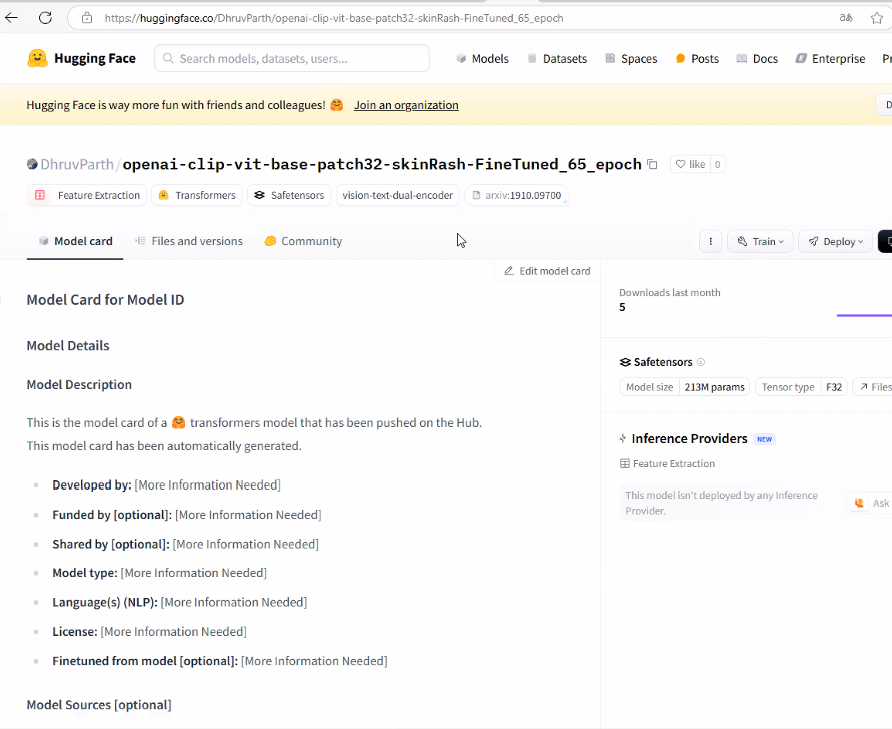 https://huggingface.co/DhruvParth/openai-clip-vit-base-patch32-skinRash-FineTuned_65_epoch
Hugging Face Search models, datasets, users... Models Datasets Spaces Posts Docs Enterprise Pr
Hugging Face is way more fun with friends and colleagues! 🤗 Join an organization D
DhruvParth/openai-clip-vit-base-patch32-skinRash-FineTuned_65_epoch like 0
Feature Extraction Transformers Safetensors vision-text-dual-encoder arxiv:1910.09700
Model card Files and versions Community Train Deploy
Edit model card
Model Card for Model ID
Model Details
Model Description
This is the model card of a 🤗 transformers model that has been pushed on the Hub.
This model card has been automatically generated.
Developed by: [More Information Needed]
Funded by [optional]: [More Information Needed]
Shared by [optional]: [More Information Needed]
Model type: [More Information Needed]
Language(s) (NLP): [More Information Needed]
License: [More Information Needed]
Finetuned from model [optional]: [More Information Needed]
Model Sources [optional]
Downloads last month
5
Safetensors
Model size 213M params Tensor type F32 Files
Inference Providers NEW
Feature Extraction
This model isn't deployed by any Inference
Provider.
Ask